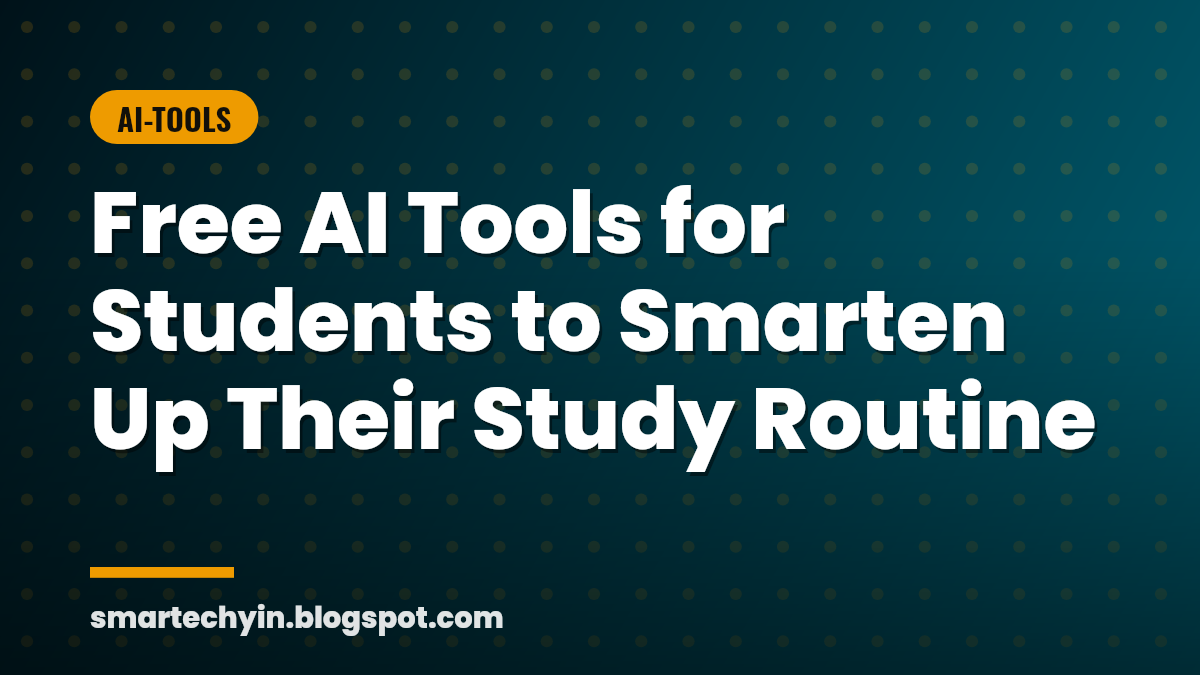 AI-TOOLS
Free AI Tools for
Students to Smarten
Up Their Study Routine
smartechyin.blogspot.com